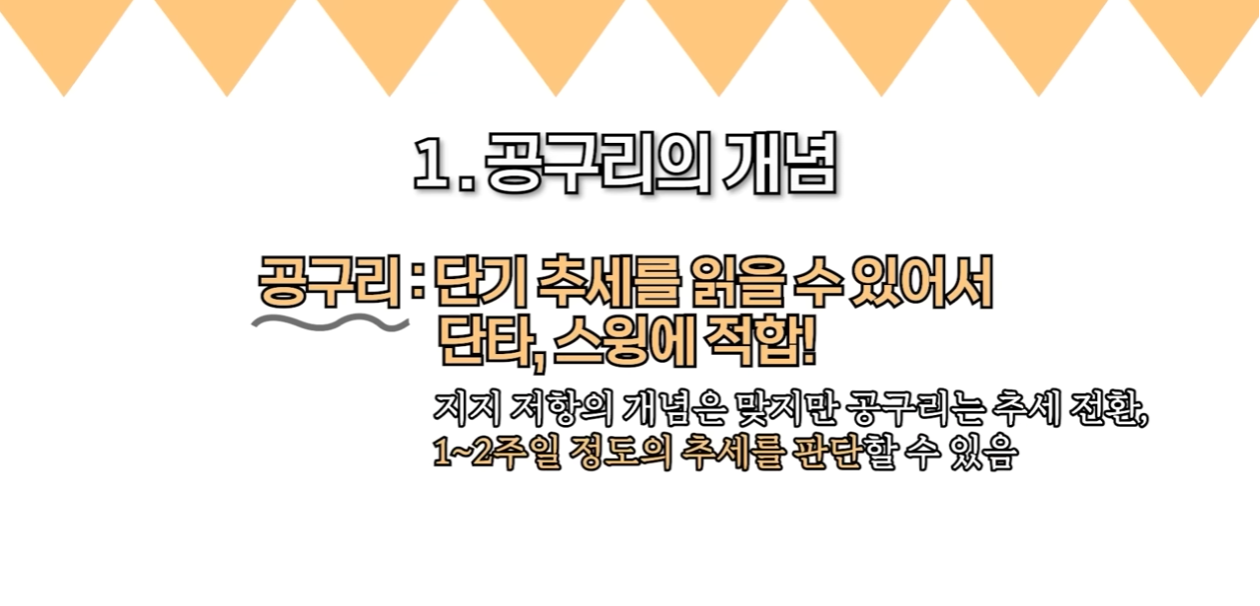 1. 공구리의 개념
공구리 : 단기 추세를 읽을 수 있어서
단타, 스윙에 적합!
지지 저항의 개념은 맞지만 공구리는 추세 전환,
1~2주일 정도의 추세를 판단할 수 있음